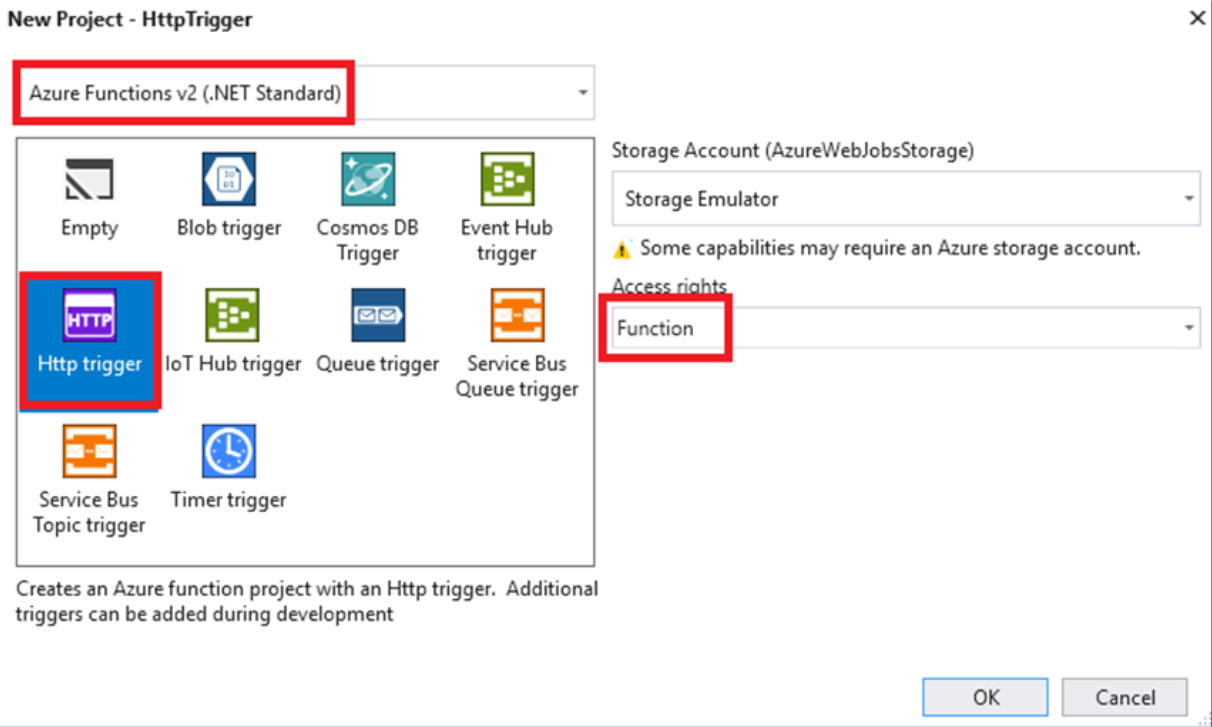 New Project - HttpTrigger
Azure Functions v2 (.NET Standard)
Empty
Blob trigger
Cosmos DB
Trigger
Event Hub
trigger
HTTP
Http trigger
IoT Hub trigger
Queue trigger
Service Bus
Queue trigger
Service Bus
Topic trigger
Timer trigger
Creates an Azure function project with an Http trigger.  Additional
triggers can be added during development
Storage Account (AzureWebJobsStorage)
Storage Emulator
Some capabilities may require an Azure storage account.
Access rights
Function
OK
Cancel